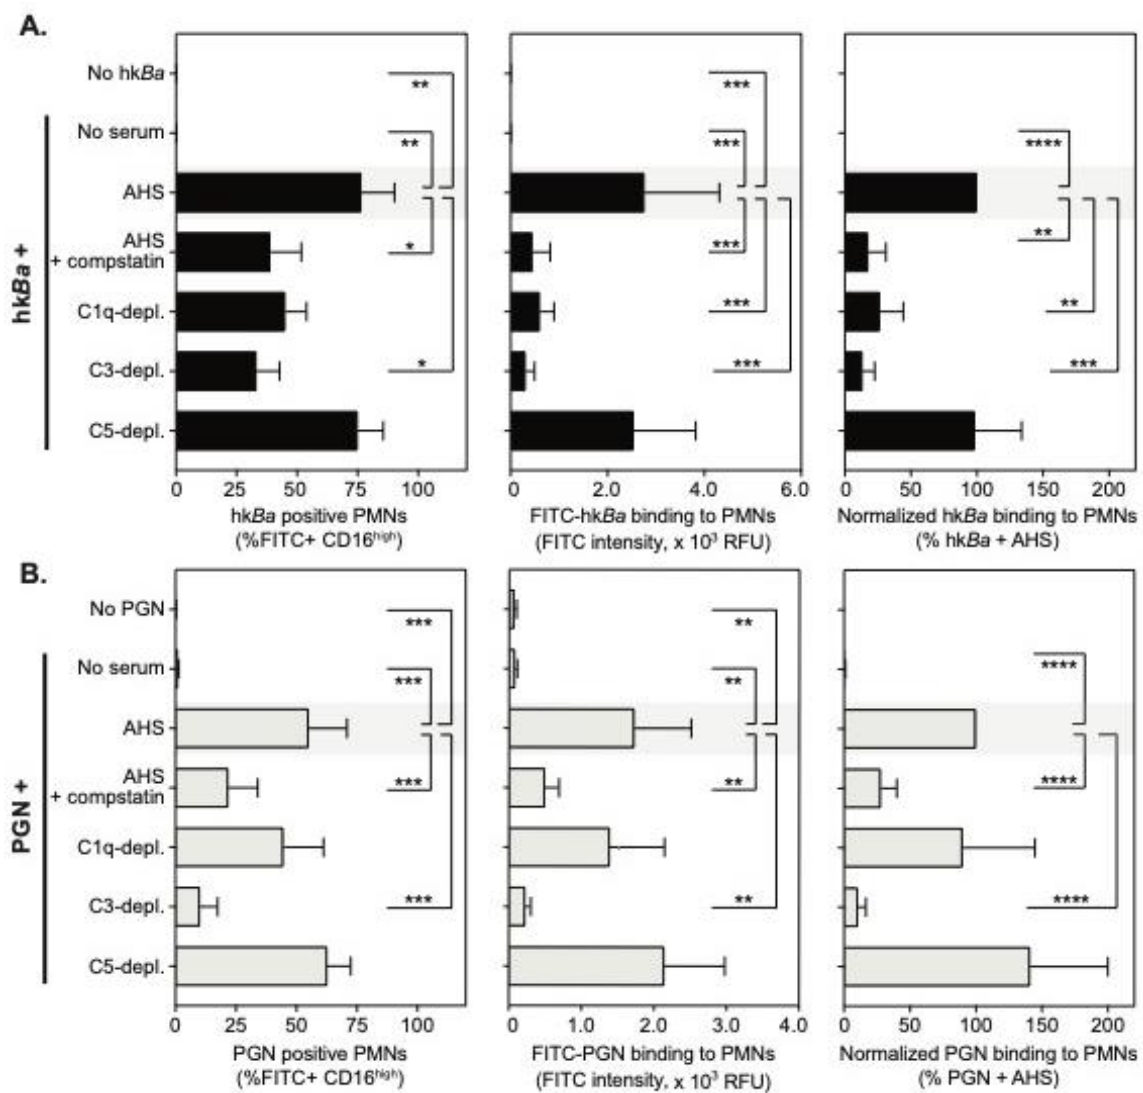 A.
No hkBa
No serum
AHS
AHS
+ compstatin
C1q-depl.
C3-depl.
C5-depl.
hkBa +
** ** * *
*** *** *** *** ***
**** ** ** ***
0 25 50 75 100
hkBa positive PMNs
(%FITC+ CD16high)
0 2.0 4.0 6.0
FITC-hkBa binding to PMNs
(FITC intensity, x 10³ RFU)
0 50 100 150 200
Normalized hkBa binding to PMNs
(% hkBa + AHS)
B.
No PGN
No serum
AHS
AHS
+ compstatin
C1q-depl.
C3-depl.
C5-depl.
PGN +
*** *** *** ***
** ** ** **
**** **** ****
0 25 50 75 100
PGN positive PMNs
(%FITC+ CD16high)
0 1.0 2.0 3.0 4.0
FITC-PGN binding to PMNs
(FITC intensity, x 10³ RFU)
0 50 100 150 200
Normalized PGN binding to PMNs
(% PGN + AHS)